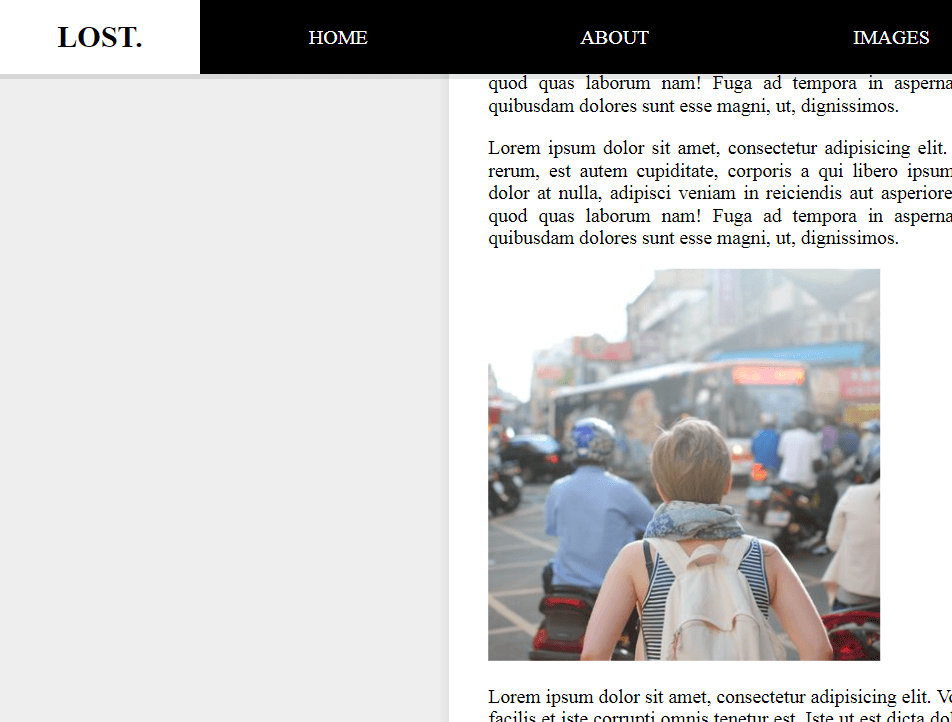 LOST.
HOME
ABOUT
IMAGES
quod quas laborum nam! Fuga ad tempora in asperna
quibusdam dolores sunt esse magni, ut, dignissimos.
Lorem ipsum dolor sit amet, consectetur adipisicing elit.
rerum, est autem cupiditate, corporis a qui libero ipsum
dolor at nulla, adipisci veniam in reiciendis aut asperiore
quod quas laborum nam! Fuga ad tempora in asperna
quibusdam dolores sunt esse magni, ut, dignissimos.
Lorem ipsum dolor sit amet, consectetur adipisicing elit. Vo
facilis et iste corrupti omnis tenetur est. Iste ut est dicta dol